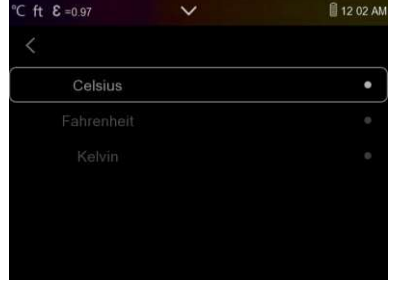 °C ft ε =0.97 12 02 AM
Celsius
Fahrenheit
Kelvin